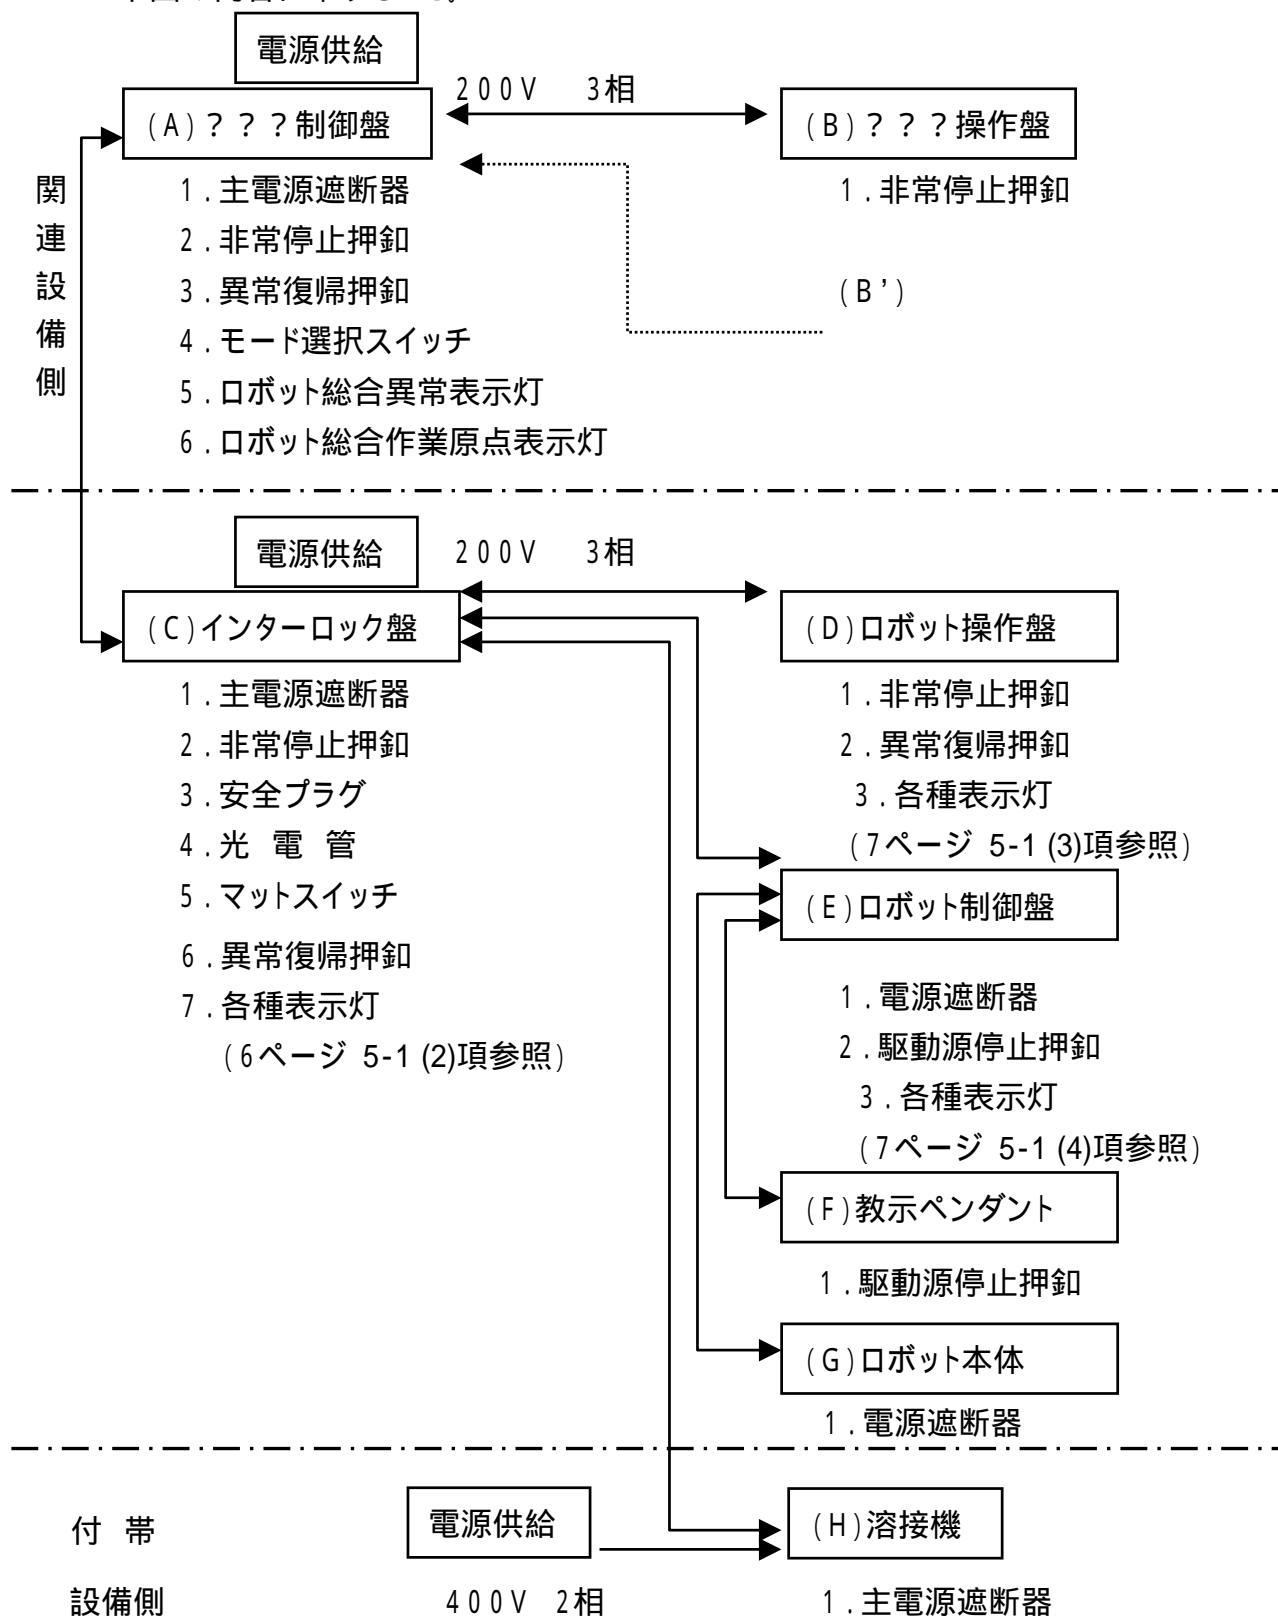 電源供給
200V 3相
(A)???制御盤
(B)???操作盤
関連設備側
1.主電源遮断器
2.非常停止押釦
3.異常復帰押釦
4.モード選択スイッチ
5.ロボット総合異常表示灯
6.ロボット総合作業原点表示灯
1.非常停止押釦
(B')
電源供給
200V 3相
(C)インターロック盤
1.主電源遮断器
2.非常停止押釦
3.安全プラグ
4.光 電 管
5.マットスイッチ
6.異常復帰押釦
7.各種表示灯
(6ページ 5-1 (2)項参照)
(D)ロボット操作盤
1.非常停止押釦
2.異常復帰押釦
3.各種表示灯
(7ページ 5-1 (3)項参照)
(E)ロボット制御盤
1.電源遮断器
2.駆動源停止押釦
3.各種表示灯
(7ページ 5-1 (4)項参照)
(F)教示ペンダント
1.駆動源停止押釦
(G)ロボット本体
1.電源遮断器
付 帯
設備側
電源供給
400V 2相
(H)溶接機
1.主電源遮断器